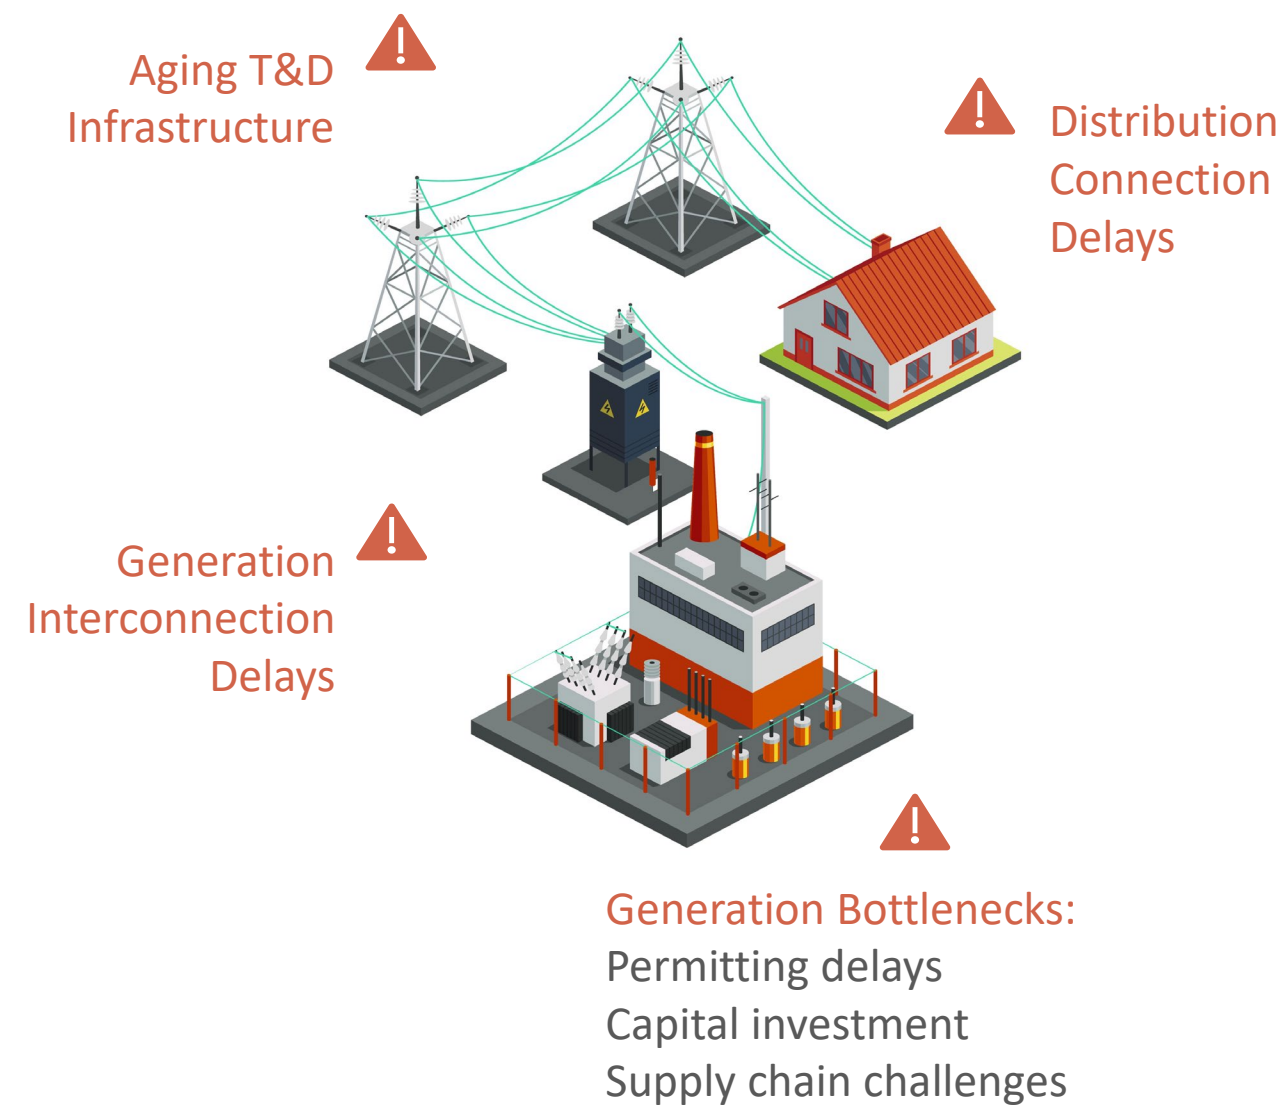 Aging T&D
Infrastructure
Distribution
Connection
Delays
Generation
Interconnection
Delays
Generation Bottlenecks:
Permitting delays
Capital investment
Supply chain challenges